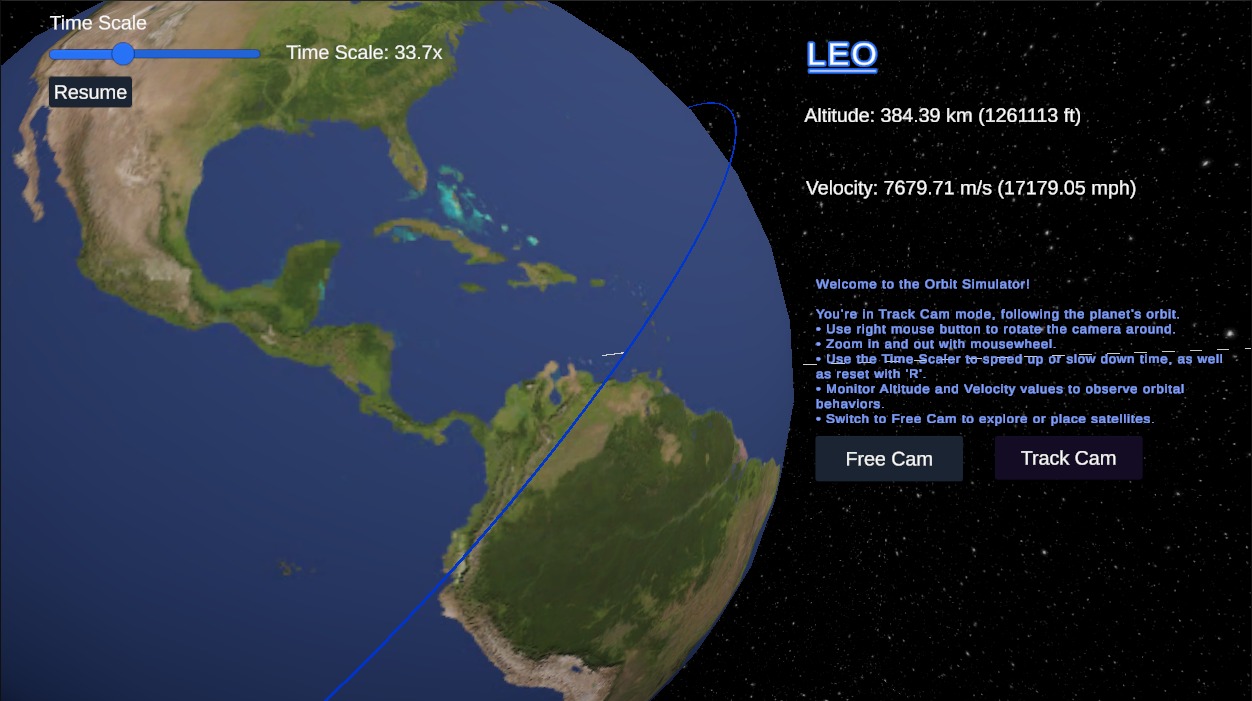 Time Scale
Time Scale: 33.7x
Resume
LEO
Altitude: 384.39 km (1261113 ft)
Velocity: 7679.71 m/s (17179.05 mph)
Welcome to the Orbit Simulator!
You're in Track Cam mode, following the planet's orbit.
• Use right mouse button to rotate the camera around.
• Zoom in and out with mousewheel.
• Use the Time Scaler to speed up or slow down time, as well
as reset with 'R'.
• Monitor Altitude and Velocity values to observe orbital
behaviors.
• Switch to Free Cam to explore or place satellites.
Free Cam
Track Cam